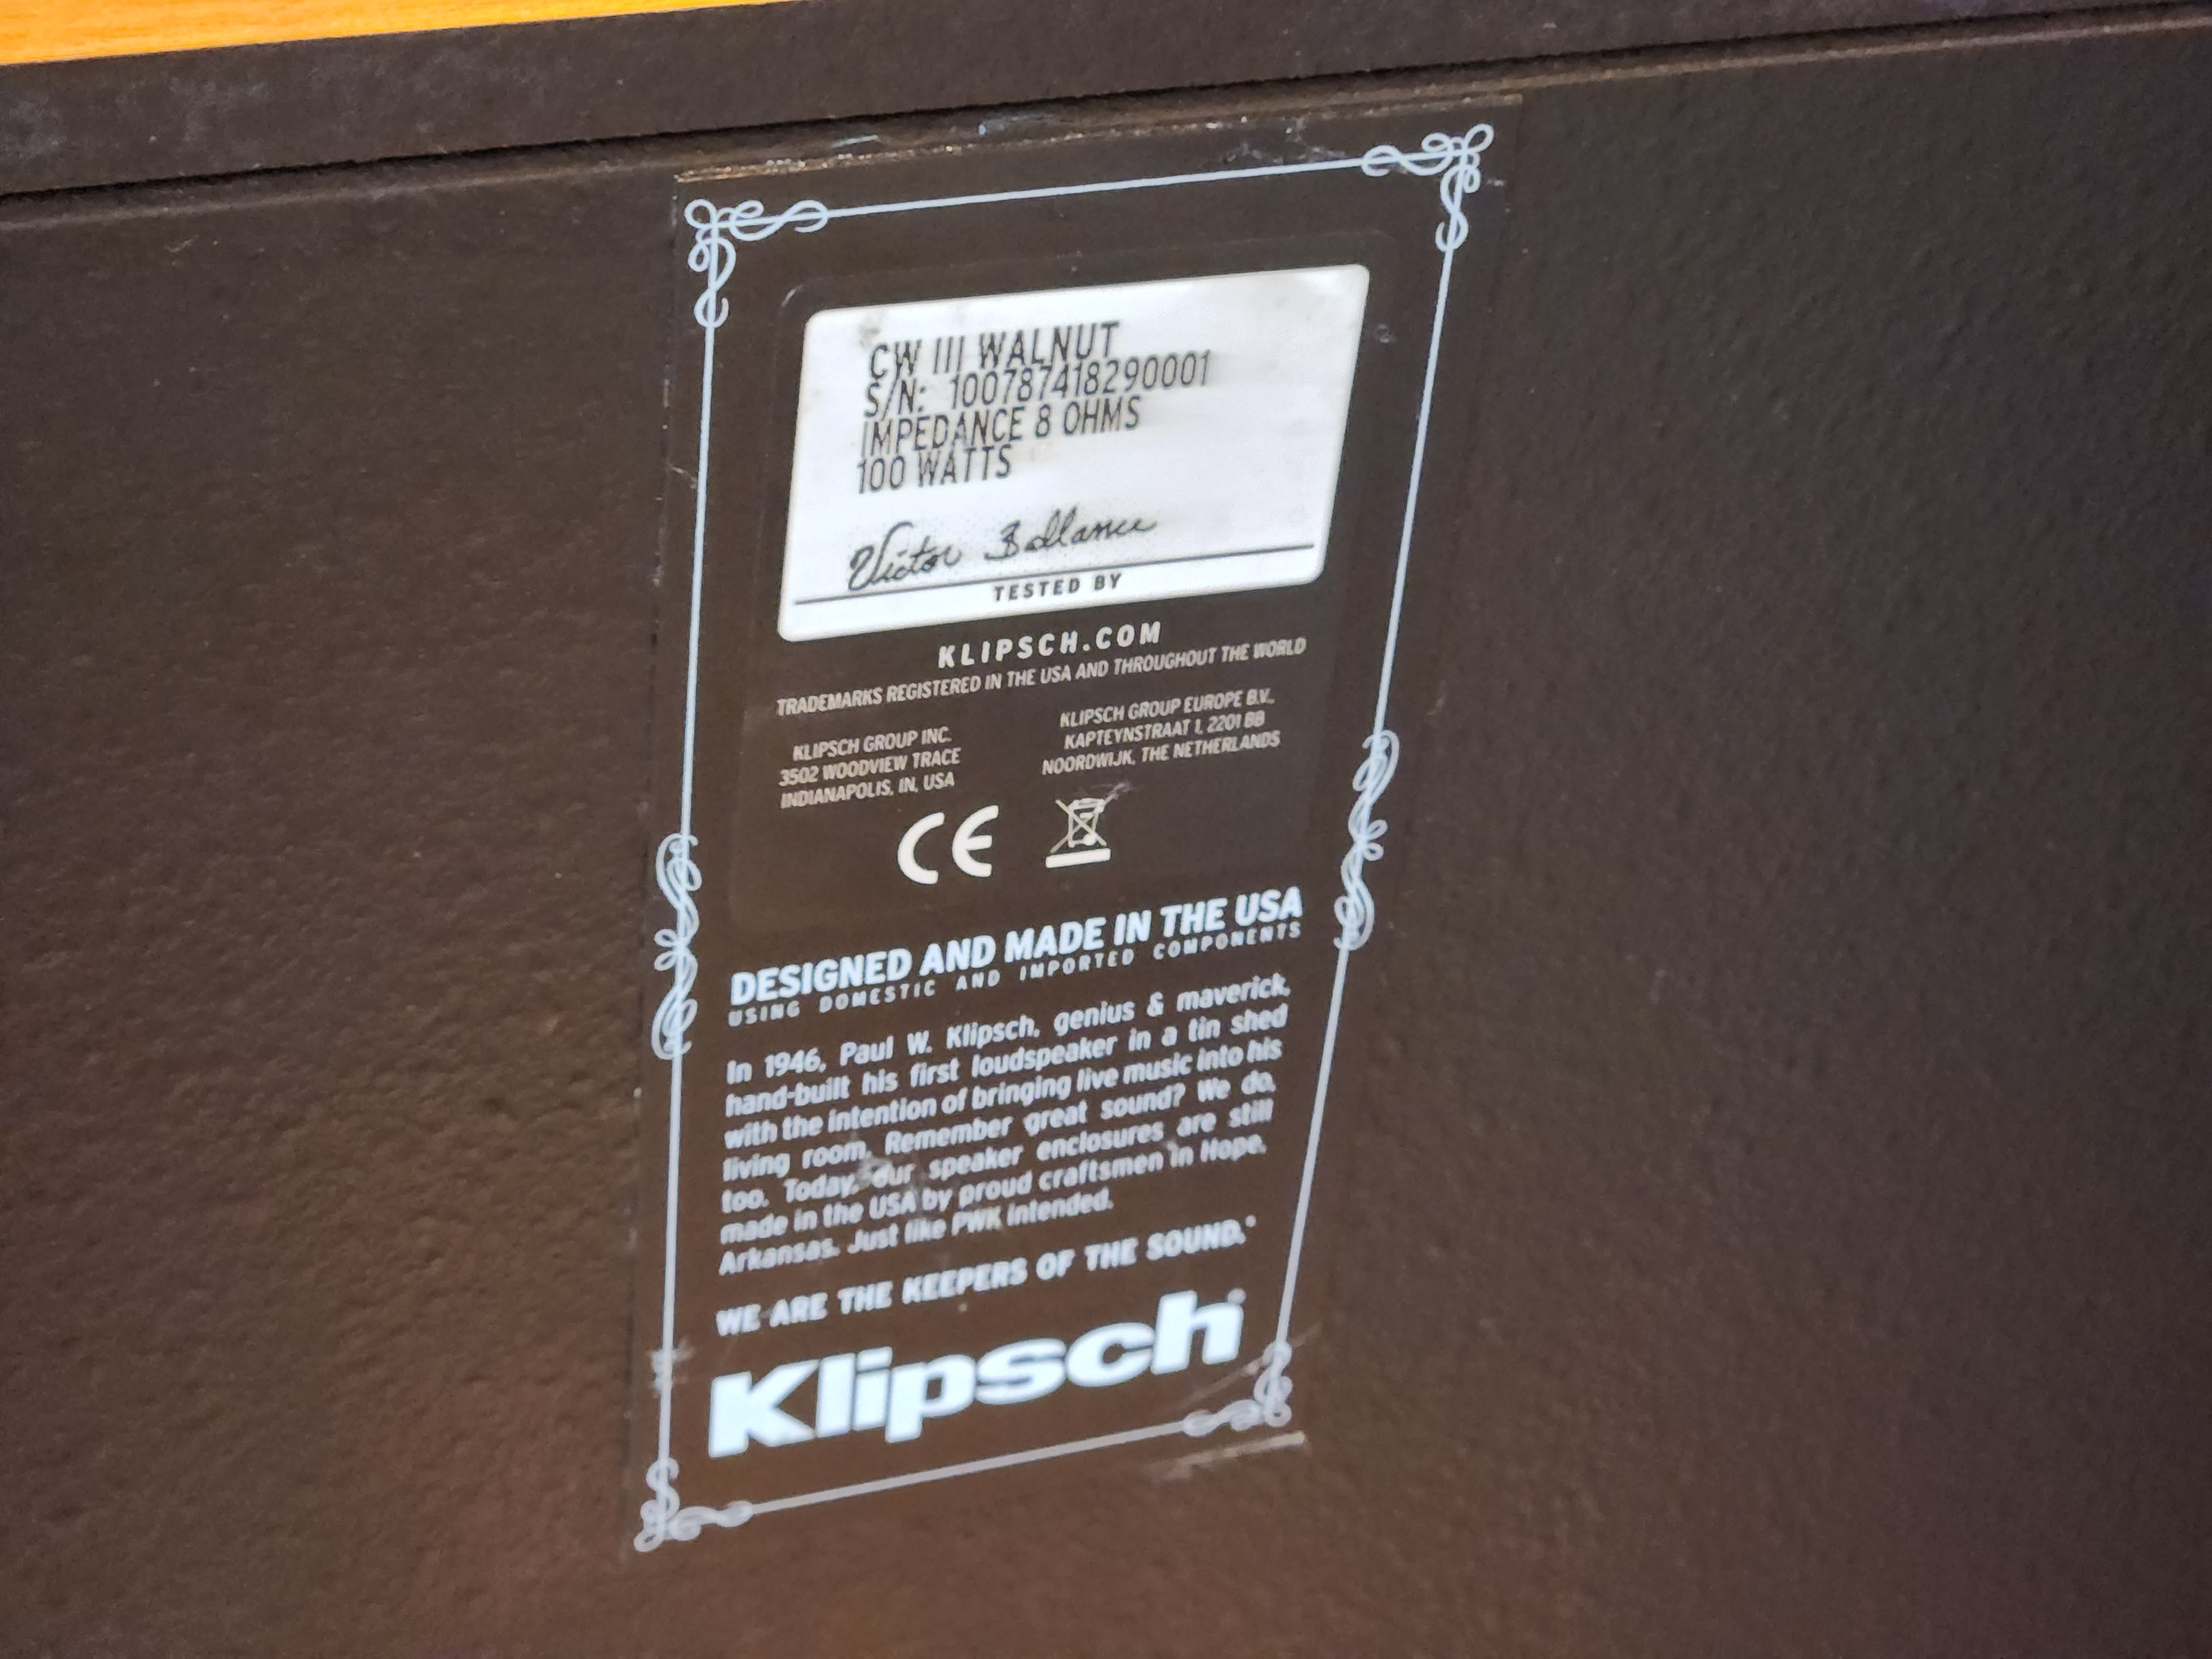 CW III WALNUT
S/N: 100787418290001
IMPEDANCE 8 OHMS
100 WATTS
Victor Ballance
TESTED BY
KLIPSCH.COM
TRADEMARKS REGISTERED IN THE USA AND THROUGHOUT THE WORLD
KLIPSCH GROUP INC.
3502 WOODVIEW TRACE
INDIANAPOLIS, IN, USA
KLIPSCH GROUP EUROPE B.V.,
KAPTEYNSTRAAT 1, 2201 BB
NOORDWIJK, THE NETHERLANDS
CE
DESIGNED AND MADE IN THE USA
USING DOMESTIC AND IMPORTED COMPONENTS
In 1946, Paul W. Klipsch, genius & maverick,
hand-built his first loudspeaker in a tin shed
with the intention of bringing live music into his
living room. Remember great sound? We do,
too. Today, our speaker enclosures are still
made in the USA by proud craftsmen in Hope,
Arkansas. Just like PWK intended.
WE ARE THE KEEPERS OF THE SOUND.®
Klipsch®